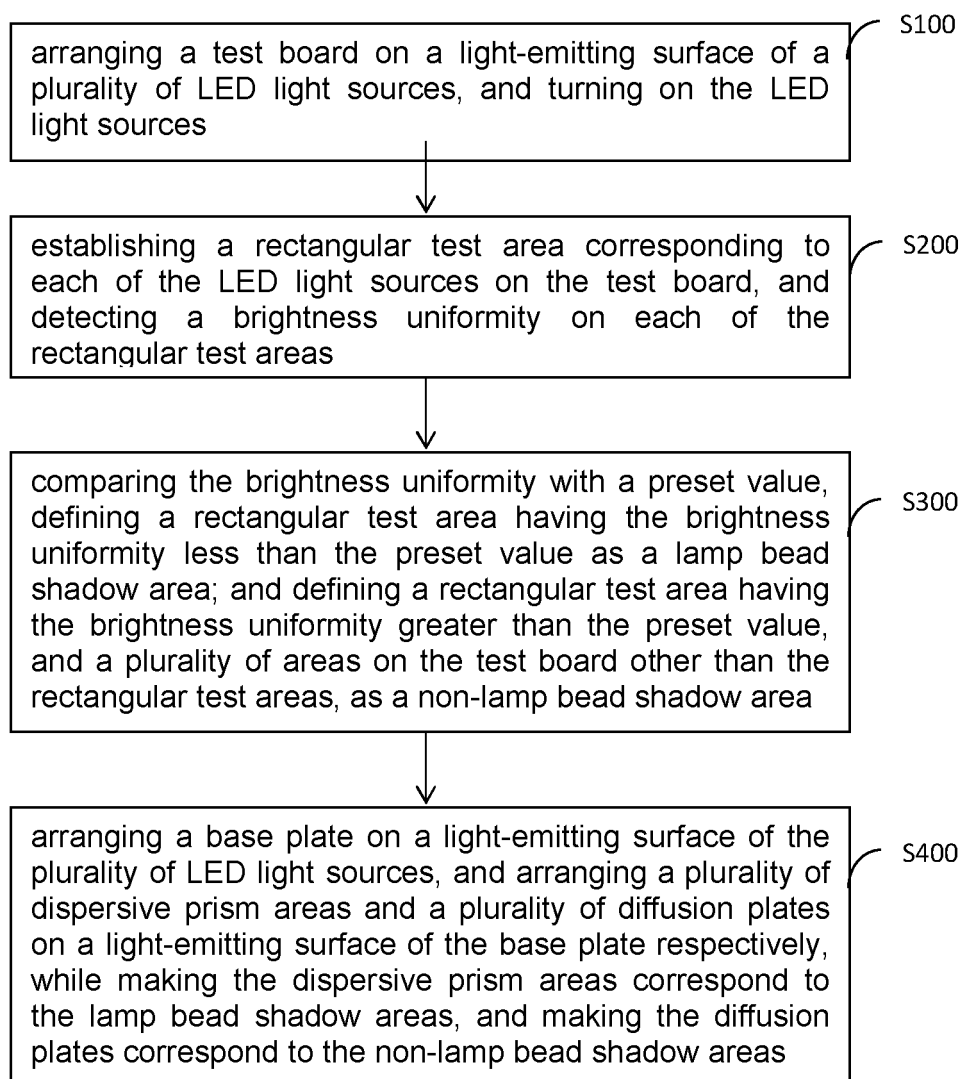 S100
arranging a test board on a light-emitting surface of a
plurality of LED light sources, and turning on the LED
light sources
S200
establishing a rectangular test area corresponding to
each of the LED light sources on the test board, and
detecting a brightness uniformity on each of the
rectangular test areas
S300
comparing the brightness uniformity with a preset value,
defining a rectangular test area having the brightness
uniformity less than the preset value as a lamp bead
shadow area; and defining a rectangular test area having
the brightness uniformity greater than the preset value,
and a plurality of areas on the test board other than the
rectangular test areas, as a non-lamp bead shadow area
S400
arranging a base plate on a light-emitting surface of the
plurality of LED light sources, and arranging a plurality of
dispersive prism areas and a plurality of diffusion plates
on a light-emitting surface of the base plate respectively,
while making the dispersive prism areas correspond to
the lamp bead shadow areas, and making the diffusion
plates correspond to the non-lamp bead shadow areas